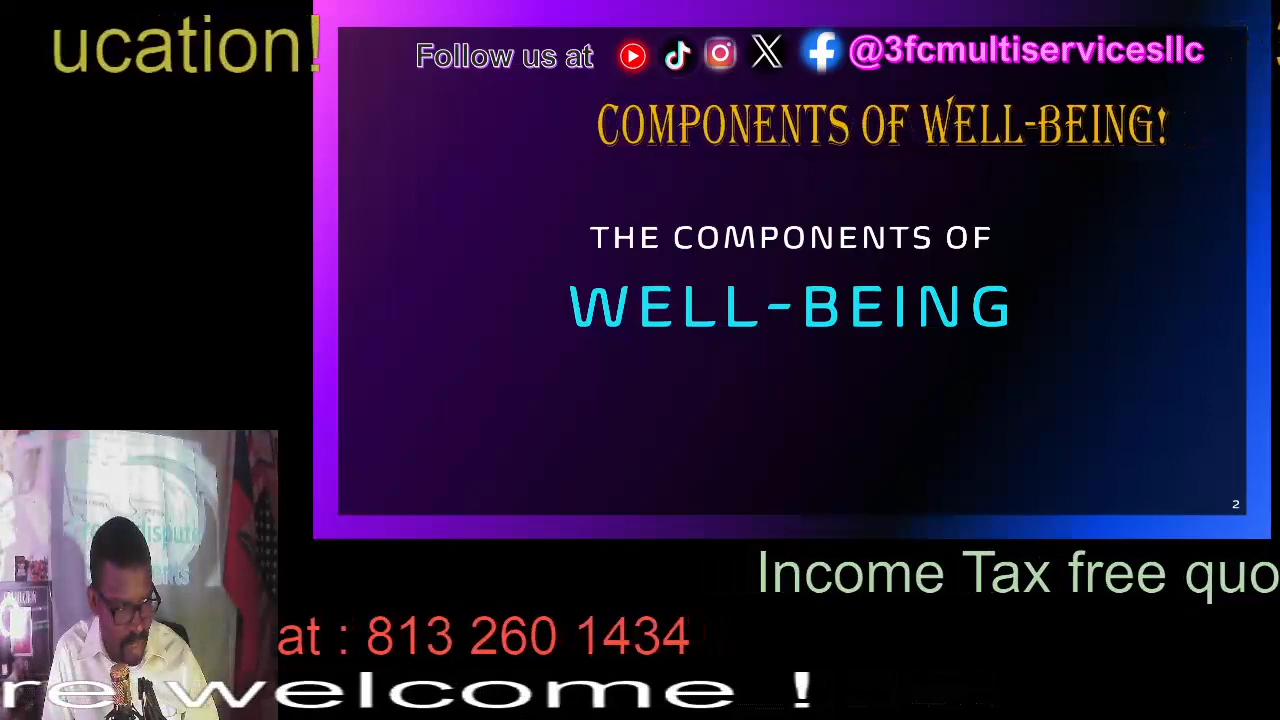 ucation!
Follow us at @3fcmultiservicesllc
COMPONENTS OF WELL-BEING!
THE COMPONENTS OF
WELL-BEING
2
Income Tax free quo
at : 813 260 1434
re welcome !